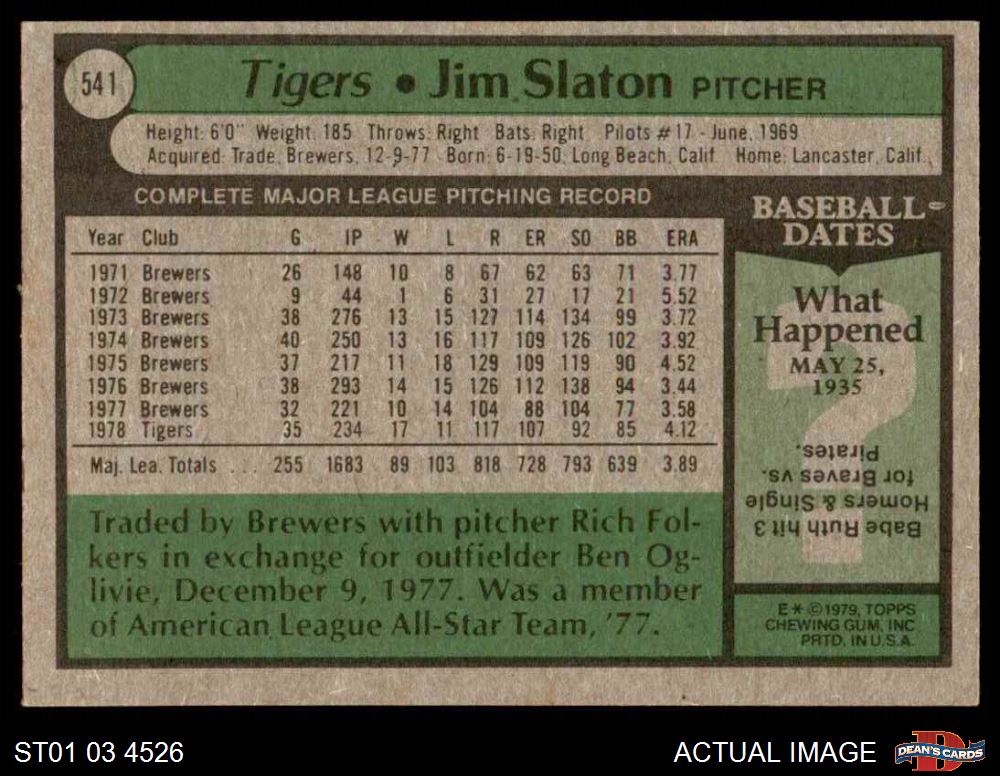 541
Tigers • Jim Slaton PITCHER
Height: 6'0" Weight: 185 Throws: Right Bats: Right Pilots #17 - June, 1969
Acquired: Trade, Brewers, 12-9-77 Born: 6-19-50, Long Beach, Calif. Home: Lancaster, Calif.
COMPLETE MAJOR LEAGUE PITCHING RECORD
Year Club G IP W L R ER SO BB ERA
1971 Brewers 26 148 10 8 67 62 63 71 3.77
1972 Brewers 9 44 1 6 31 27 17 21 5.52
1973 Brewers 38 276 13 15 127 114 134 99 3.72
1974 Brewers 40 250 13 16 117 109 126 102 3.92
1975 Brewers 37 217 11 18 129 109 119 90 4.52
1976 Brewers 38 293 14 15 126 112 138 94 3.44
1977 Brewers 32 221 10 14 104 88 104 77 3.58
1978 Tigers 35 234 17 11 117 107 92 85 4.12
Maj. Lea. Totals ... 255 1683 89 103 818 728 793 639 3.89
Traded by Brewers with pitcher Rich Fol-
kers in exchange for outfielder Ben Og-
livie, December 9, 1977. Was a member
of American League All-Star Team, '77.
BASEBALL
DATES
What
Happened
MAY 25,
1935
?
Babe Ruth hit 3
Homers & Single
for Braves vs.
Pirates.
E * © 1979, TOPPS
CHEWING GUM, INC
PRTD. IN U.S.A.
ST01 03 4526
ACTUAL IMAGE
D
DEAN'S CARDS